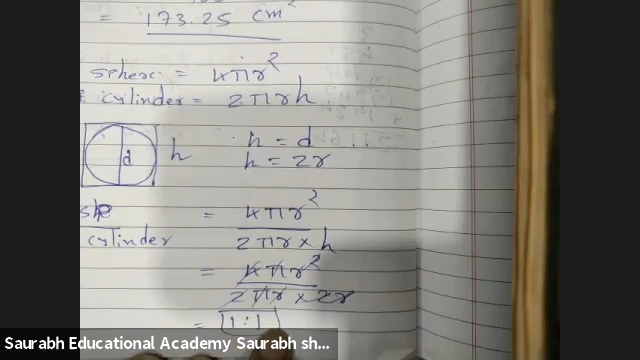 = 173.25 cm²
sphere = 4πr²
cylinder = 2πrh
d h h = d
h = 2r
= 4πr²
cylinder 2πr × h
= 4πr²
2πr × 2r
= 1:1
Saurabh Educational Academy Saurabh sh...